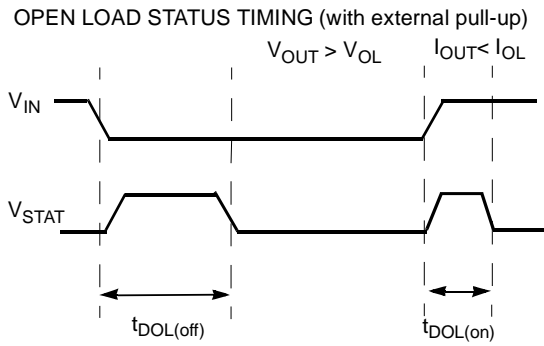 OPEN LOAD STATUS TIMING (with external pull-up)
VOUT > VOL
IOUT< IOL
VIN
VSTAT
tDOL(off)
tDOL(on)